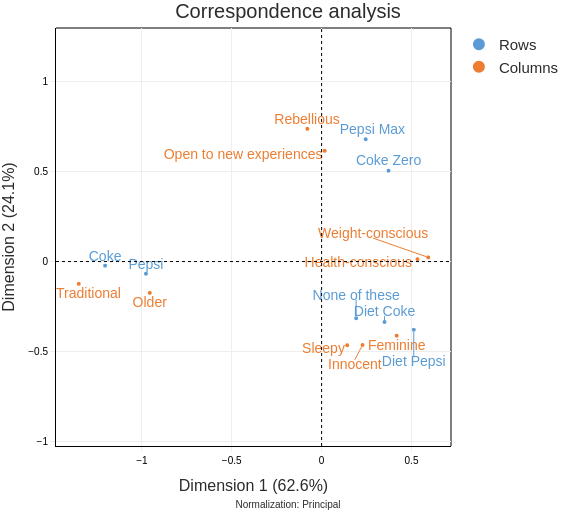 Correspondence analysis
Rows
Columns
1
0.5
0
−0.5
−1
Dimension 2 (24.1%)
Rebellious
Pepsi Max
Open to new experiences
Coke Zero
Weight-conscious
Coke
Pepsi
Health-conscious
Traditional
Older
None of these
Diet Coke
Sleepy
Feminine
Innocent
Diet Pepsi
−1
−0.5
0
0.5
Dimension 1 (62.6%)
Normalization: Principal